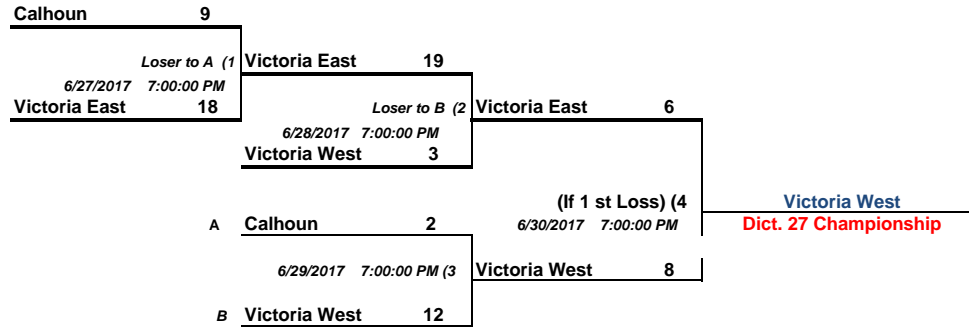 Calhoun 9
Loser to A (1
6/27/2017 7:00:00 PM
Victoria East 18
Victoria East 19
Loser to B (2
6/28/2017 7:00:00 PM
Victoria West 3
Victoria East 6
(If 1 st Loss) (4
6/30/2017 7:00:00 PM
Victoria West
Dict. 27 Championship
A Calhoun 2
6/29/2017 7:00:00 PM (3
Victoria West 8
B Victoria West 12